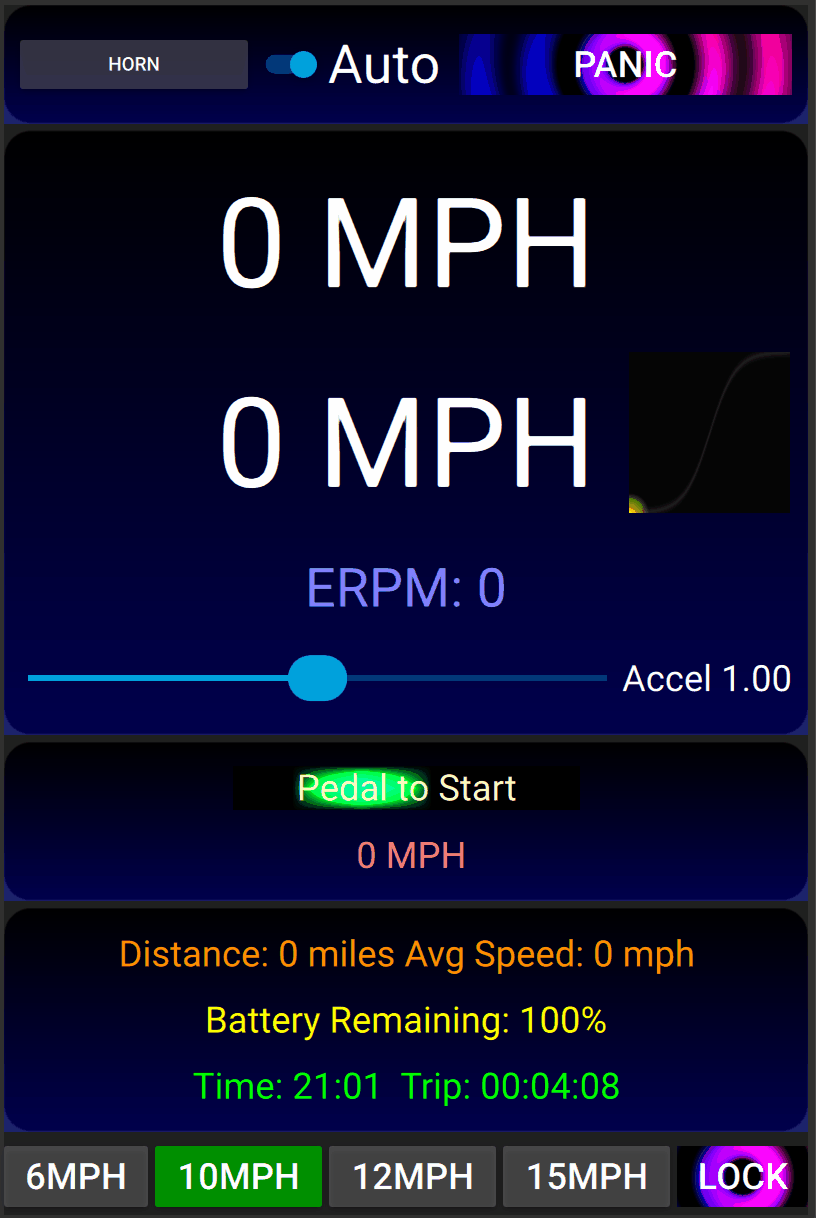 HORN Auto PANIC
0 MPH
0 MPH
ERPM: 0
Accel 1.00
Pedal to Start
0 MPH
Distance: 0 miles Avg Speed: 0 mph
Battery Remaining: 100%
Time: 21:01 Trip: 00:04:08
6MPH 10MPH 12MPH 15MPH LOCK